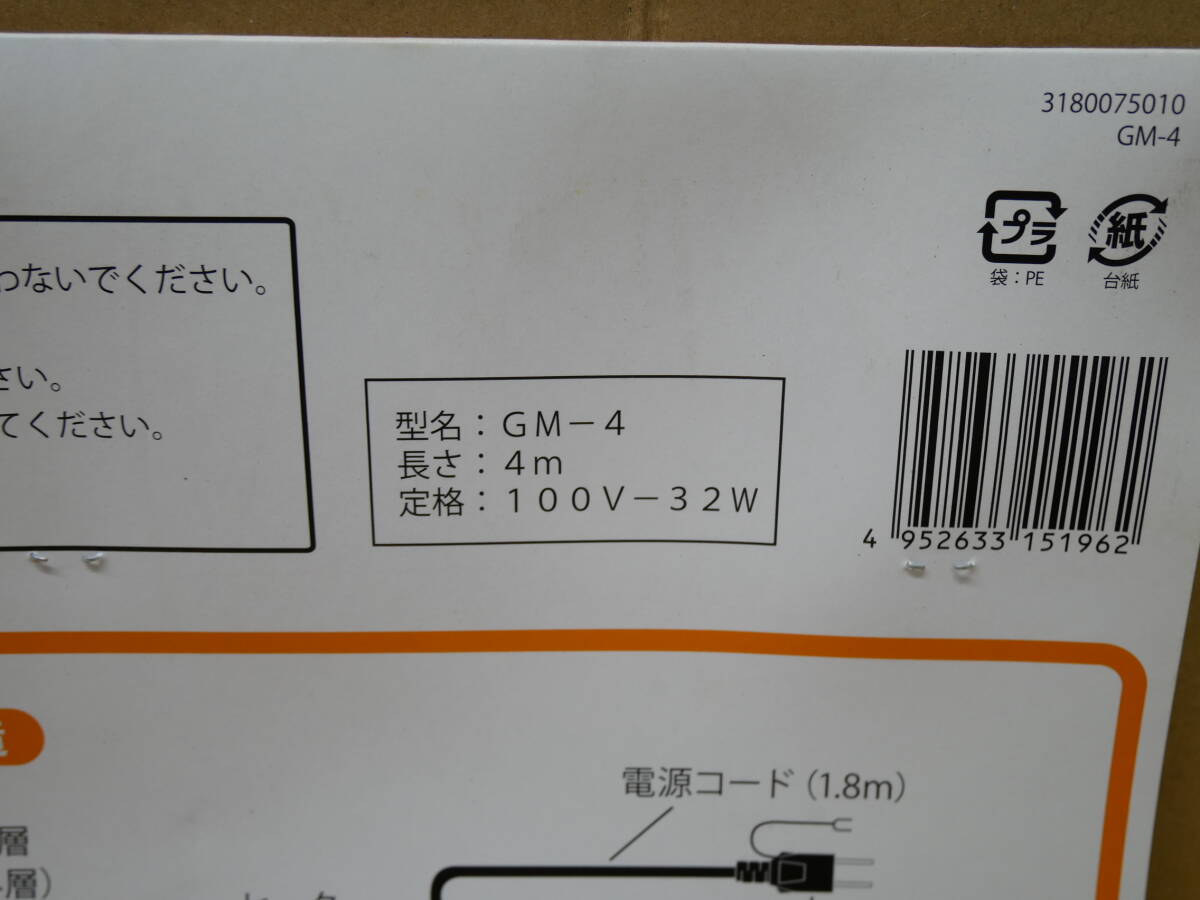 3180075010
GM-4
プラ
紙
袋：PE
台紙
わないでください。
さい。
てください。
型名：ＧＭ－４
長さ：４ｍ
定格：１００Ｖ－３２Ｗ
4 952633 151962
電源コード（1.8m）
層
層）